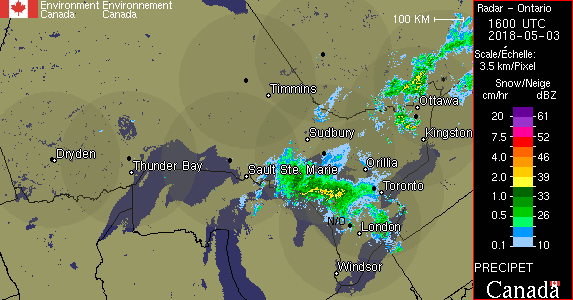 Environment Environnement
Canada Canada
Radar - Ontario
1600 UTC
2018-05-03
Scale/Échelle:
3.5 km/Pixel
Snow/Neige
cm/hr dBZ
20 61
7.5 52
4.0 46
2.0 39
1.0 33
0.5 26
0.1 10
PRECIPET
Canada
100 KM
Timmins
Ottawa
Sudbury
Kingston
Dryden
Thunder Bay
Sault Ste. Marie
Orillia
Toronto
N/D
London
Windsor